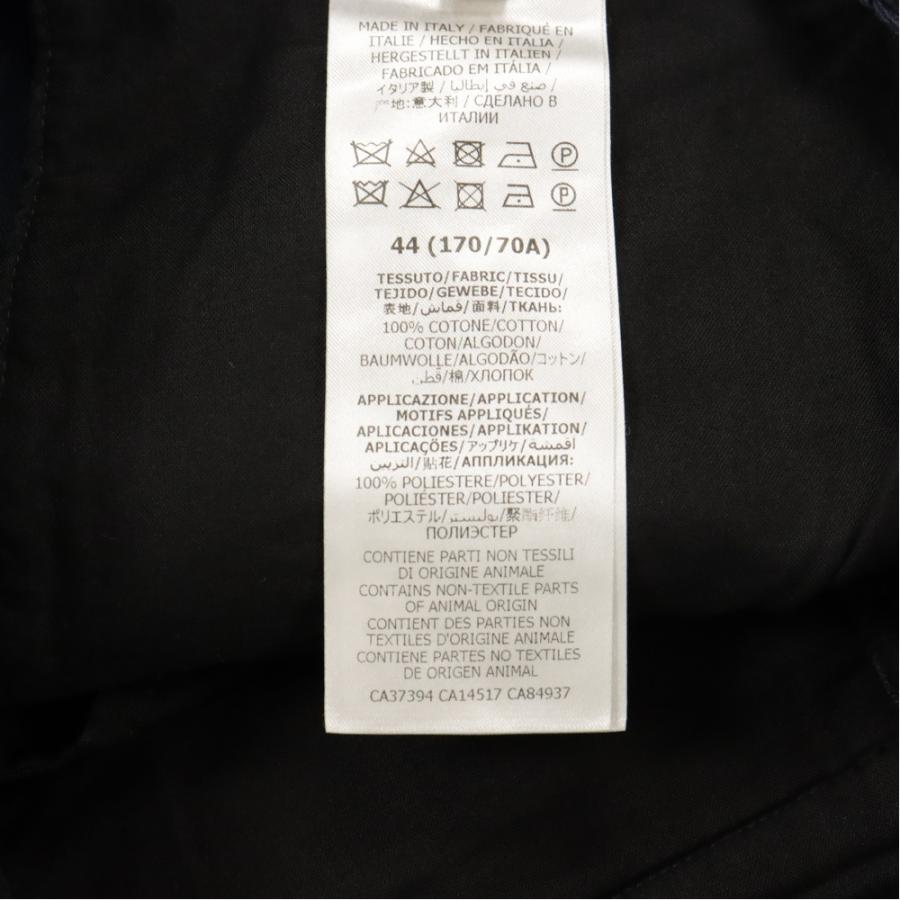 MADE IN ITALY / FABRIQUÉ EN
ITALIE / HECHO EN ITALIA /
HERGESTELLT IN ITALIEN /
FABRICADO EM ITÁLIA /
イタリア製 / صنع في إيطاليا /
地:意大利 / СДЕЛАНО В
ИТАЛИИ
P
P
44 (170/70A)
TESSUTO/FABRIC/TISSU/
TEJIDO/GEWEBE/TECIDO/
表地/قماش/面料/ТКАНЬ:
100% COTONE/COTTON/
COTON/ALGODON/
BAUMWOLLE/ALGODÃO/コットン/
قطن/棉/ХЛОПОК
APPLICAZIONE/APPLICATION/
MOTIFS APPLIQUÉS/
APLICACIONES/APPLIKATION/
APLICAÇÕES/アップリケ/اقمشة
التزيين/贴花/АППЛИКАЦИЯ:
100% POLIESTERE/POLYESTER/
POLIÉSTER/POLIESTER/
ポリエステル/بوليستر/聚酯纤维/
ПОЛИЭСТЕР
CONTIENE PARTI NON TESSILI
DI ORIGINE ANIMALE
CONTAINS NON-TEXTILE PARTS
OF ANIMAL ORIGIN
CONTIENT DES PARTIES NON
TEXTILES D'ORIGINE ANIMALE
CONTIENE PARTES NO TEXTILES
DE ORIGEN ANIMAL
CA37394 CA14517 CA84937